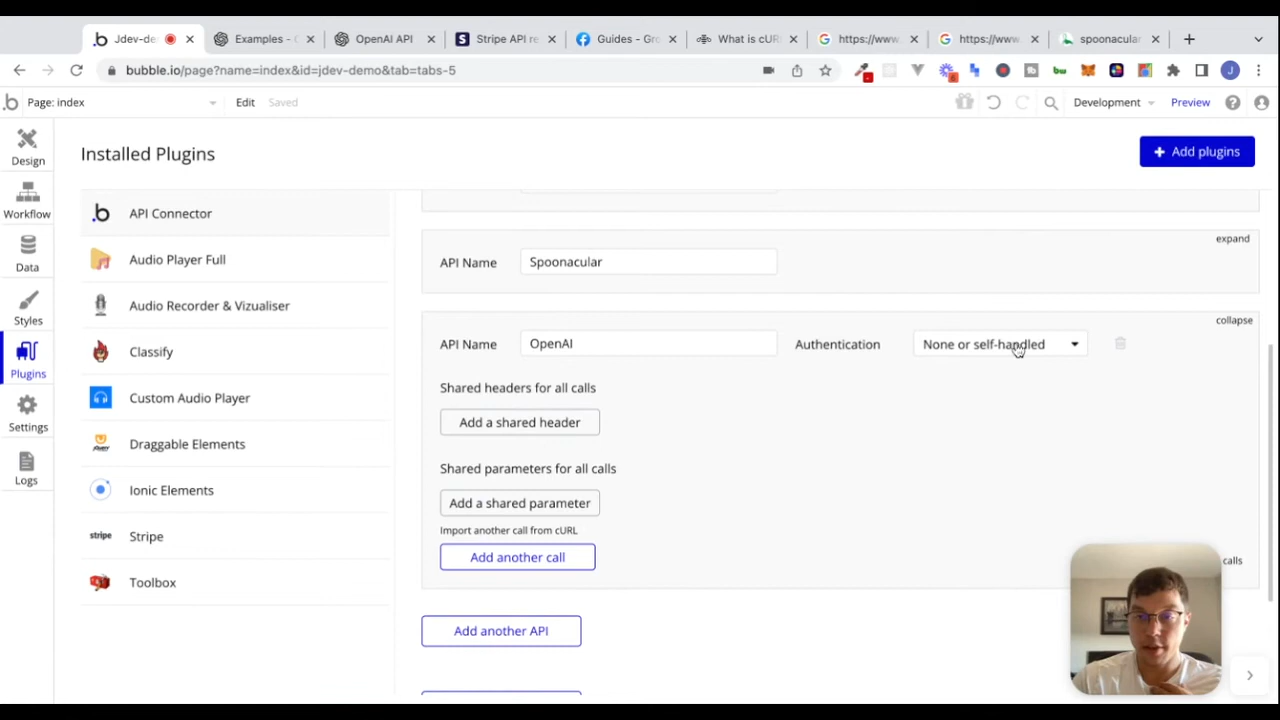 Jdev-de
Examples - C
OpenAI API
Stripe API re
Guides - Gro
What is cUR
https://www.
https://www.
spoonacular
bubble.io/page?name=index&id=jdev-demo&tab=tabs-5
Page: index
Edit
Saved
Development
Preview
Design
Workflow
Data
Styles
Plugins
Settings
Logs
Installed Plugins
+ Add plugins
API Connector
Audio Player Full
Audio Recorder & Vizualiser
Classify
Custom Audio Player
Draggable Elements
Ionic Elements
stripe Stripe
Toolbox
expand
API Name Spoonacular
collapse
API Name OpenAI Authentication None or self-handled
Shared headers for all calls
Add a shared header
Shared parameters for all calls
Add a shared parameter
Import another call from cURL
Add another call
calls
Add another API